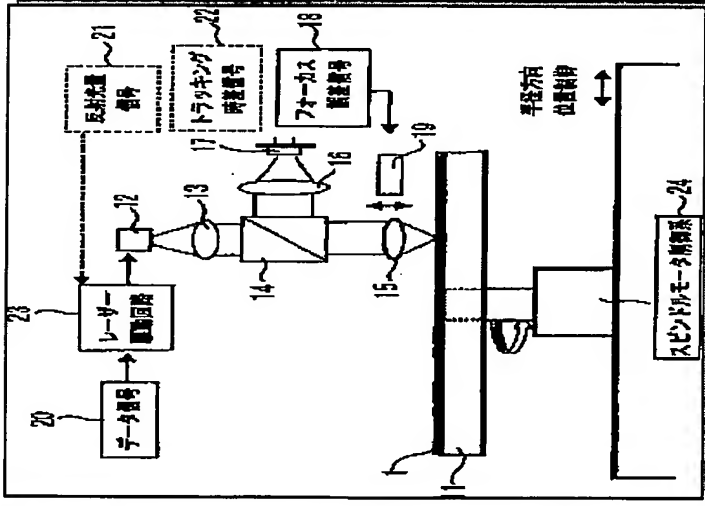 20
データ信号
23
レーザー
駆動回路
21
反射光量
信号
22
トラッキング
誤差信号
18
フォーカス
誤差信号
12
13
14
15
16
17
19
1
11
半径方向
位置制御
24
スピンドルモータ制御系